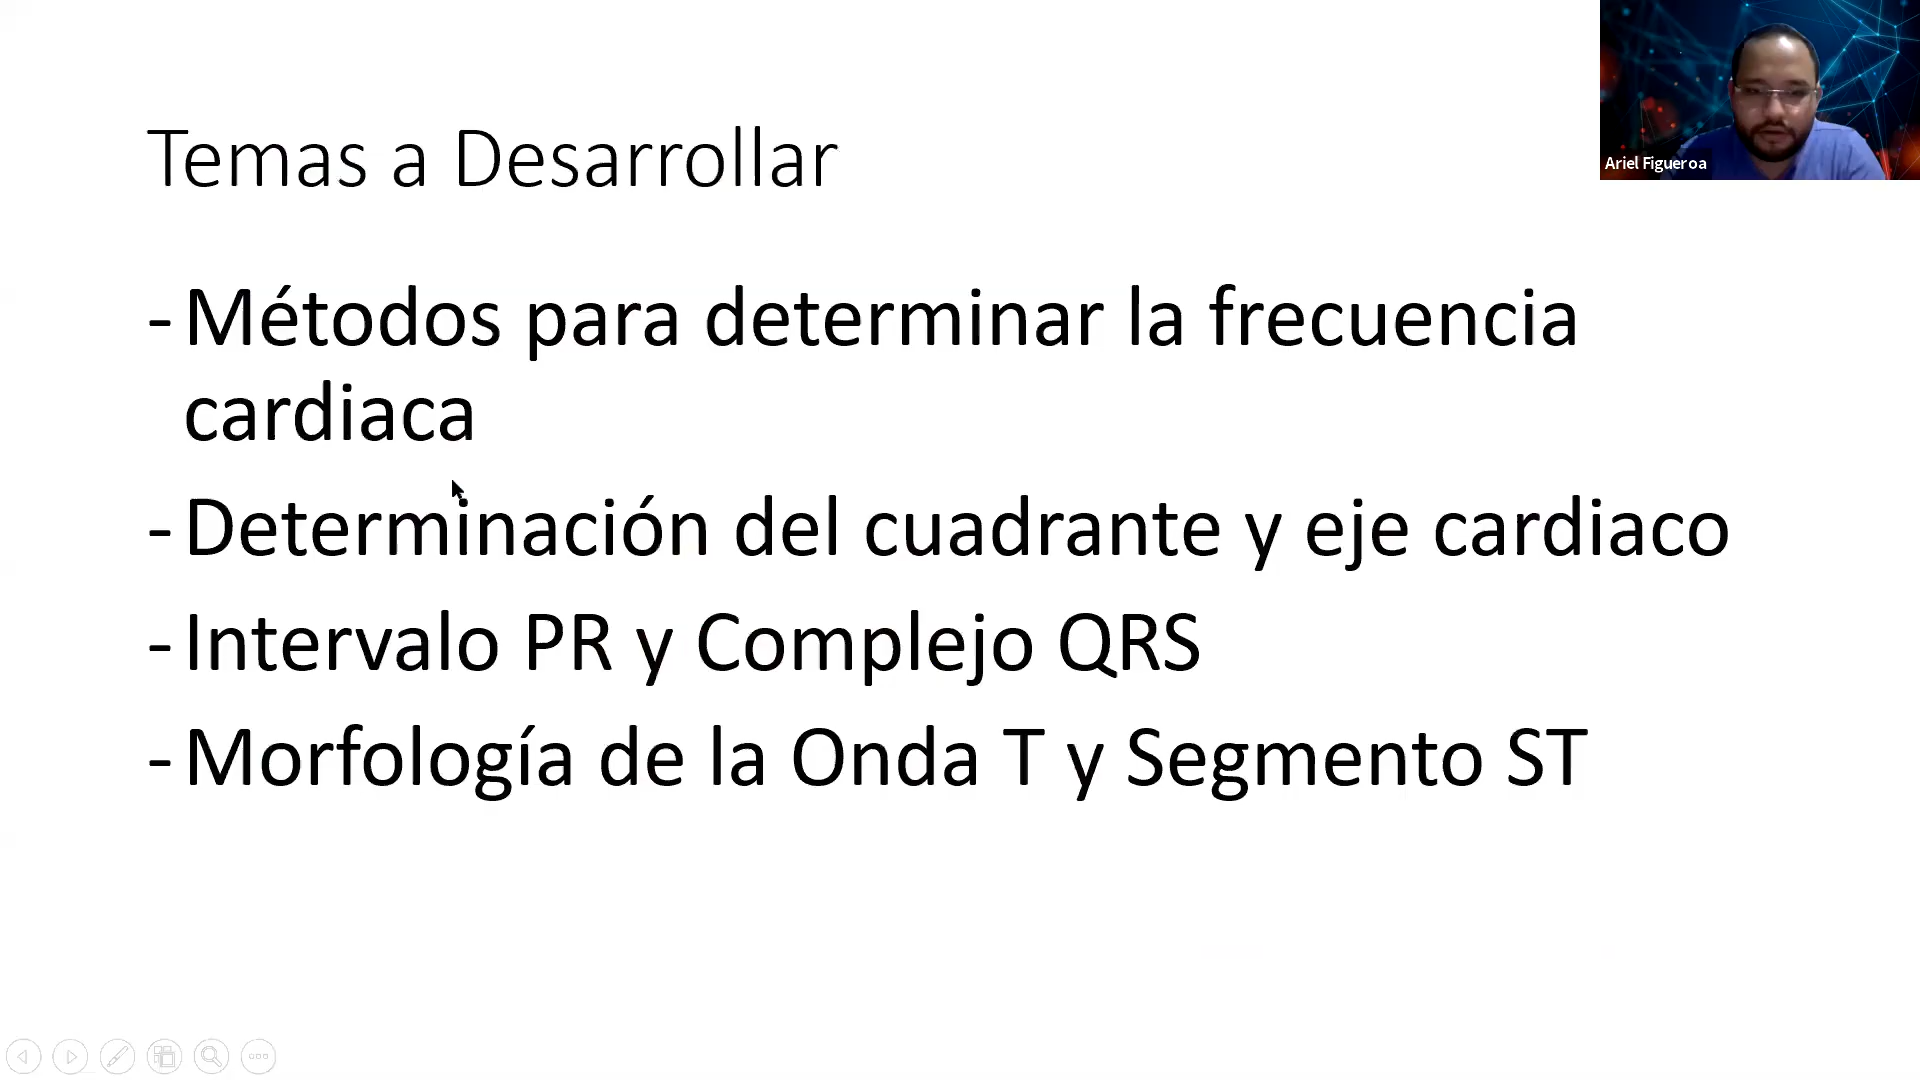 Temas a Desarrollar
Ariel Figueroa
- Métodos para determinar la frecuencia
cardiaca
- Determinación del cuadrante y eje cardiaco
- Intervalo PR y Complejo QRS
- Morfología de la Onda T y Segmento ST